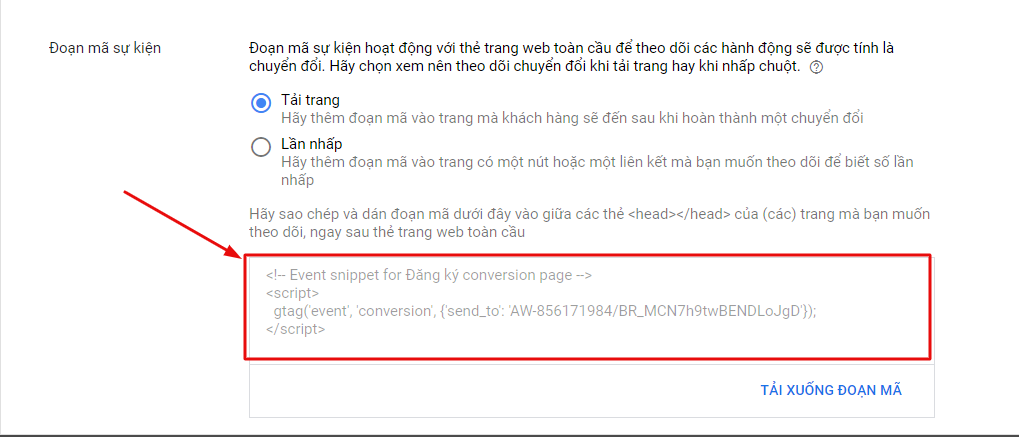 Đoạn mã sự kiện
Đoạn mã sự kiện hoạt động với thẻ trang web toàn cầu để theo dõi các hành động sẽ được tính là
chuyển đổi. Hãy chọn xem nên theo dõi chuyển đổi khi tải trang hay khi nhấp chuột.
Tải trang
Hãy thêm đoạn mã vào trang mà khách hàng sẽ đến sau khi hoàn thành một chuyển đổi
Lần nhấp
Hãy thêm đoạn mã vào trang có một nút hoặc một liên kết mà bạn muốn theo dõi để biết số lần
nhấp
Hãy sao chép và dán đoạn mã dưới đây vào giữa các thẻ <head></head> của (các) trang mà bạn muốn
theo dõi, ngay sau thẻ trang web toàn cầu
<!-- Event snippet for Đăng ký conversion page -->
<script>
gtag('event', 'conversion', {'send_to': 'AW-856171984/BR_MCN7h9twBENDLoJgD'});
</script>
TẢI XUỐNG ĐOẠN MÃ